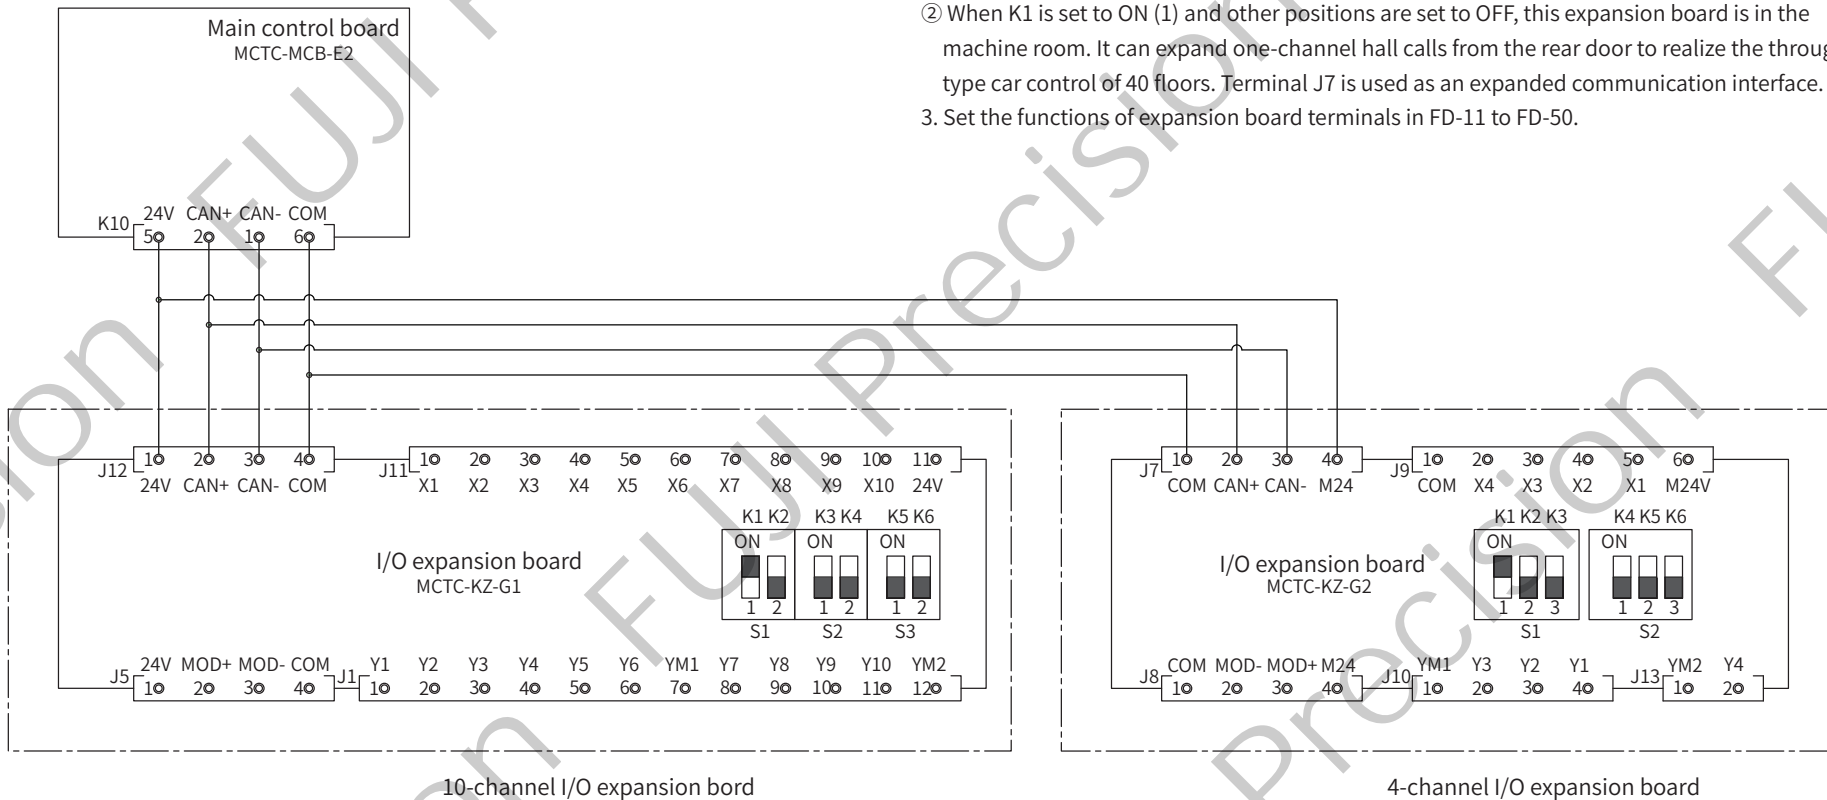 ② When K1 is set to ON (1) and other positions are set to OFF, this expansion board is in the
machine room. It can expand one-channel hall calls from the rear door to realize the
type car control of 40 floors. Terminal J7 is used as an expanded communication interface.
3. Set the functions of expansion board terminals in FD-11 to FD-50.
Main control board
MCTC-MCB-E2
24V CAN+ CAN- COM
K10
5 2 1 6
J12
1 2 3 4
24V CAN+ CAN- COM
J11
1 2 3 4 5 6 7 8 9 10 11
X1 X2 X3 X4 X5 X6 X7 X8 X9 X10 24V
K1 K2 K3 K4 K5 K6
ON ON ON
I/O expansion board
MCTC-KZ-G1
1 2 1 2 1 2
S1 S2 S3
24V MOD+ MOD- COM
J5
1 2 3 4
Y1 Y2 Y3 Y4 Y5 Y6 YM1 Y7 Y8 Y9 Y10 YM2
J1
1 2 3 4 5 6 7 8 9 10 11 12
10-channel I/O expansion bord
J7
1 2 3 4
COM CAN+ CAN- M24
J9
1 2 3 4 5 6
COM X4 X3 X2 X1 M24V
K1 K2 K3 K4 K5 K6
ON ON
I/O expansion board
MCTC-KZ-G2
1 2 3 1 2 3
S1 S2
COM MOD- MOD+ M24
J8
1 2 3 4
YM1 Y3 Y2 Y1
J10
1 2 3 4
YM2 Y4
J13
1 2
4-channel I/O expansion board
FUJI Precision
FUJI Precision